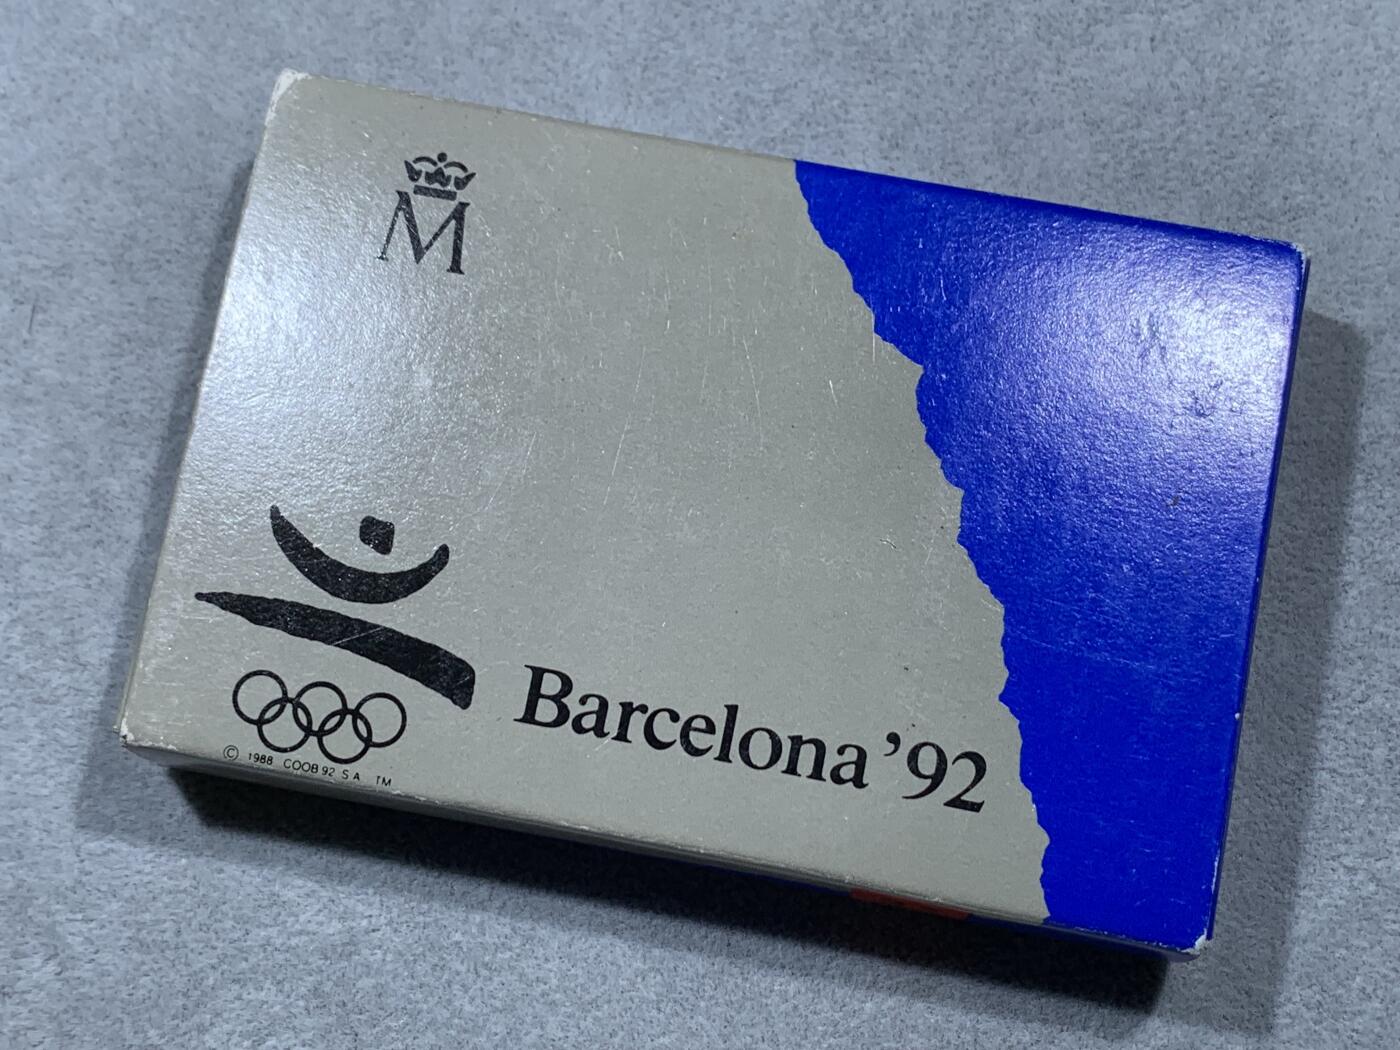 M
Barcelona '92
© 1988 COOB 92 S A TM